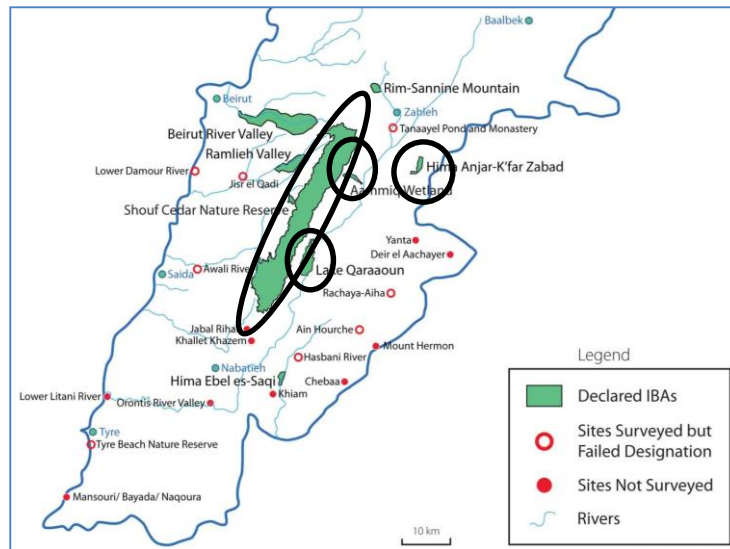 Baalbek
Rim-Sannine Mountain
Beirut
Zahleh
Tanaayel Pond and Monastery
Beirut River Valley
Ramlieh Valley
Hima Anjar-K'far Zabad
Lower Damour River
Jisr el Qadi
Aammiq Wetland
Shouf Cedar Nature Reserve
Yanta
Deir el Aachayer
Saida
Awali River
Lake Qaraaoun
Rachaya-Aiha
Jabal Riha
Khallet Khazem
Ain Hourche
Mount Hermon
Hasbani River
Nabatieh
Hima Ebel es-Saqi
Chebaa
Khiam
Lower Litani River
Orontis River Valley
Tyre
Tyre Beach Nature Reserve
Mansouri/ Bayada/ Naqoura
Legend
Declared IBAs
Sites Surveyed but
Failed Designation
Sites Not Surveyed
Rivers
10 km